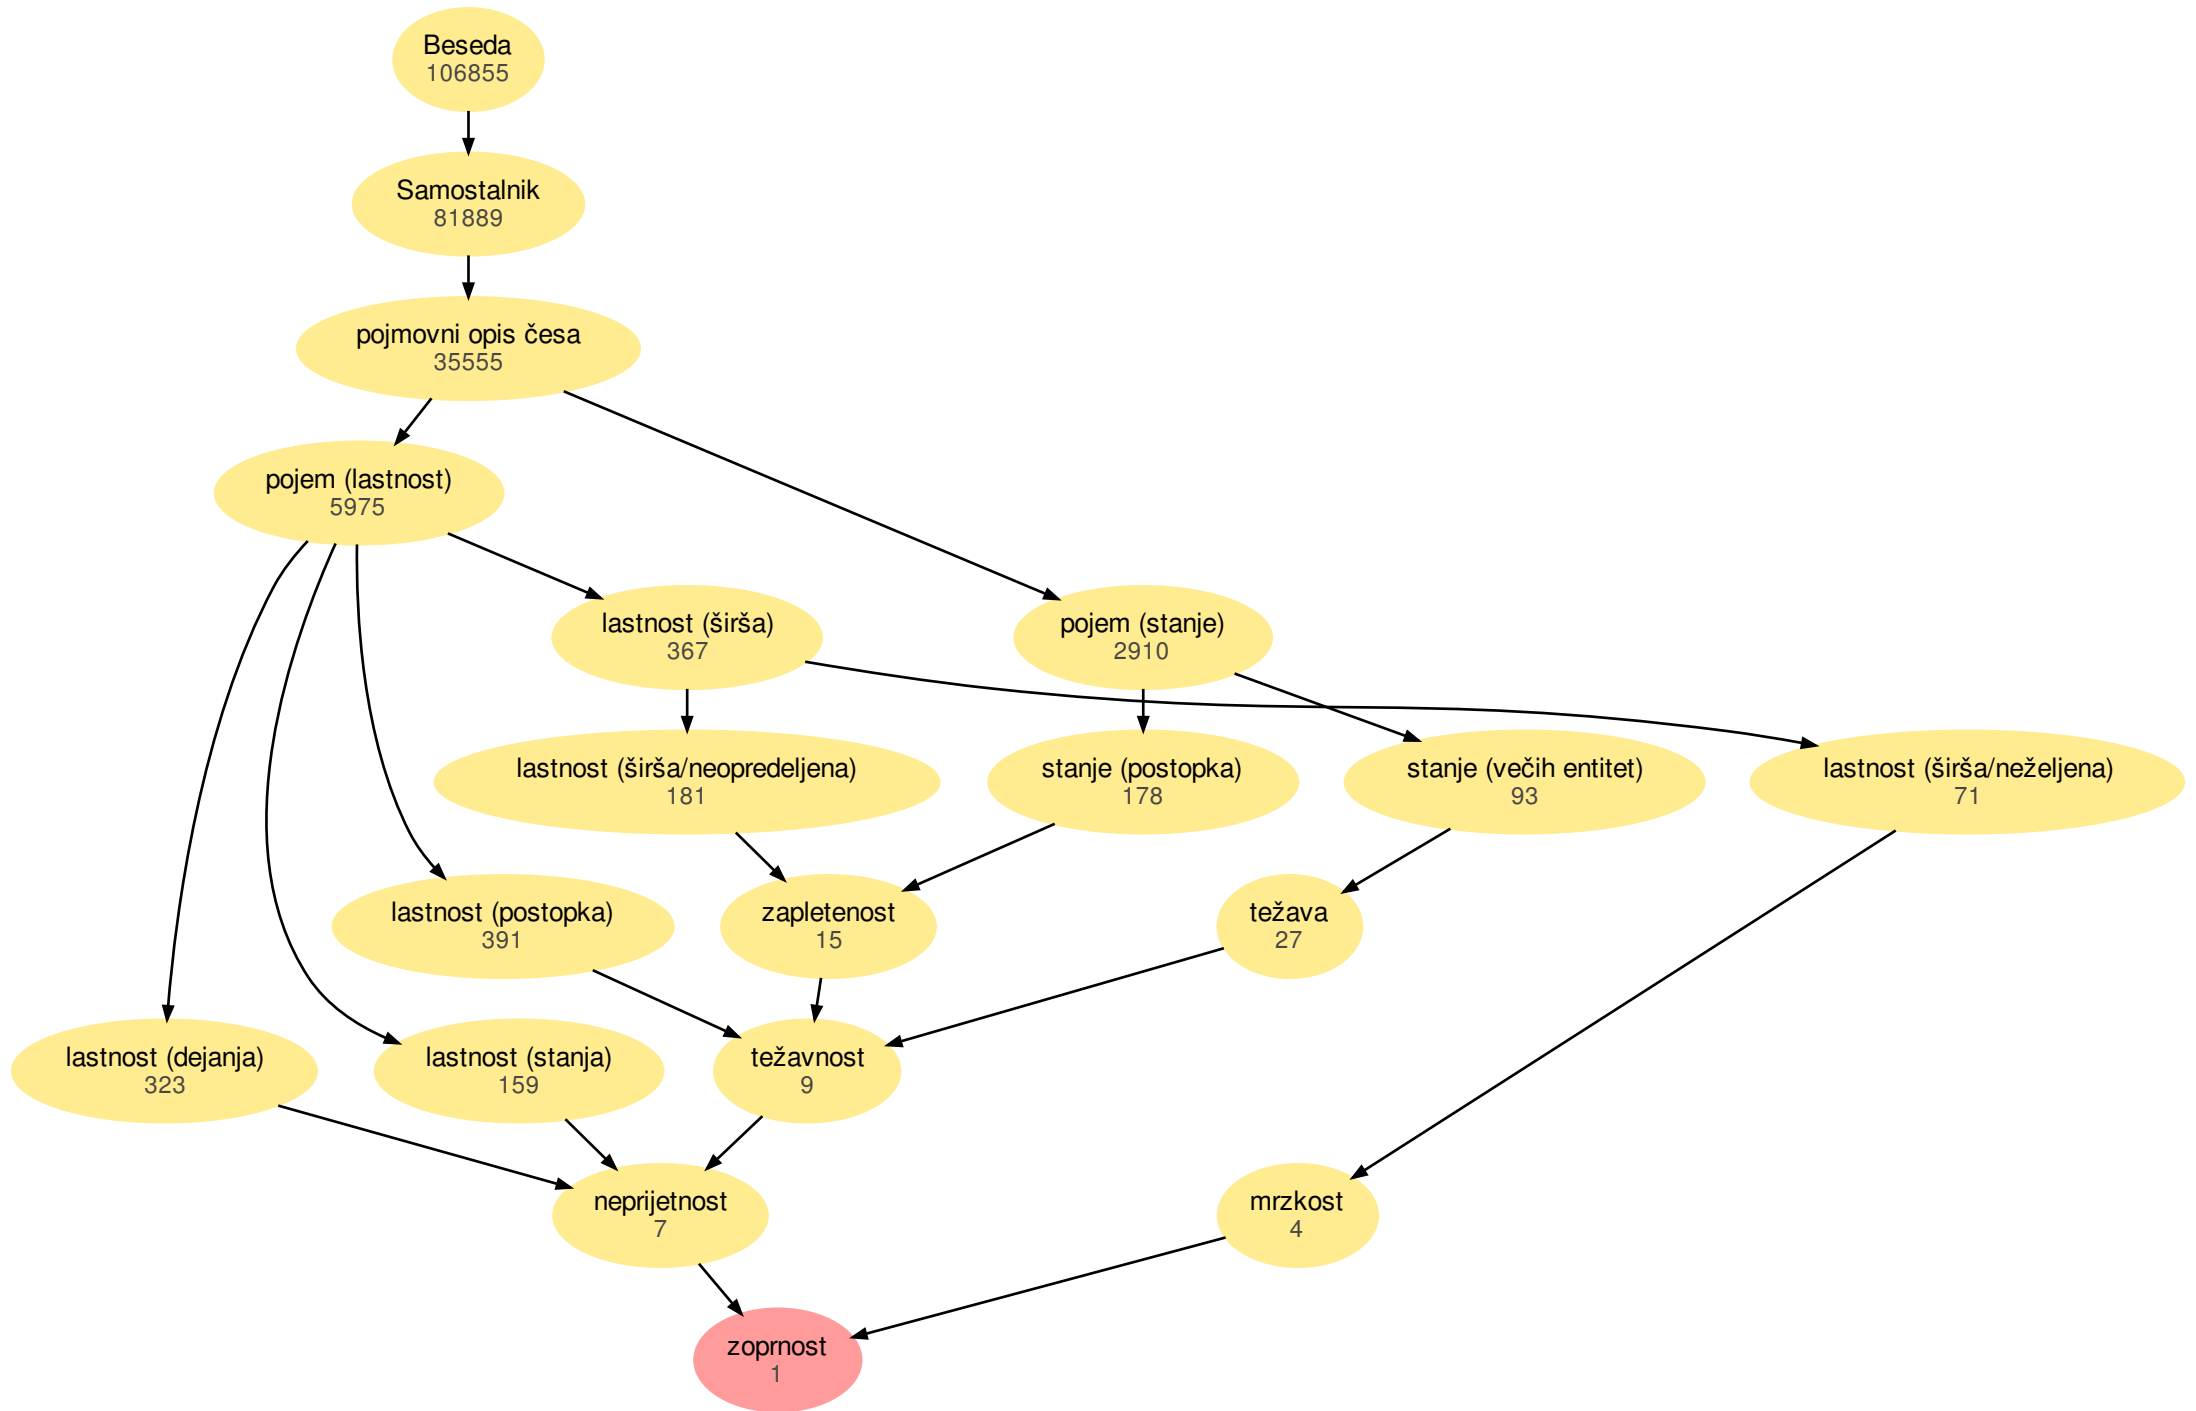 Beseda
106855
Samostalnik
81889
pojmovni opis česa
35555
pojem (lastnost)
5975
lastnost (širša)
367
pojem (stanje)
2910
lastnost (širša/neopredeljena)
181
stanje (postopka)
178
stanje (večih entitet)
93
lastnost (širša/neželjena)
71
lastnost (postopka)
391
zapletenost
15
težava
27
lastnost (dejanja)
323
lastnost (stanja)
159
težavnost
9
neprijetnost
7
mrzkost
4
zoprnost
1